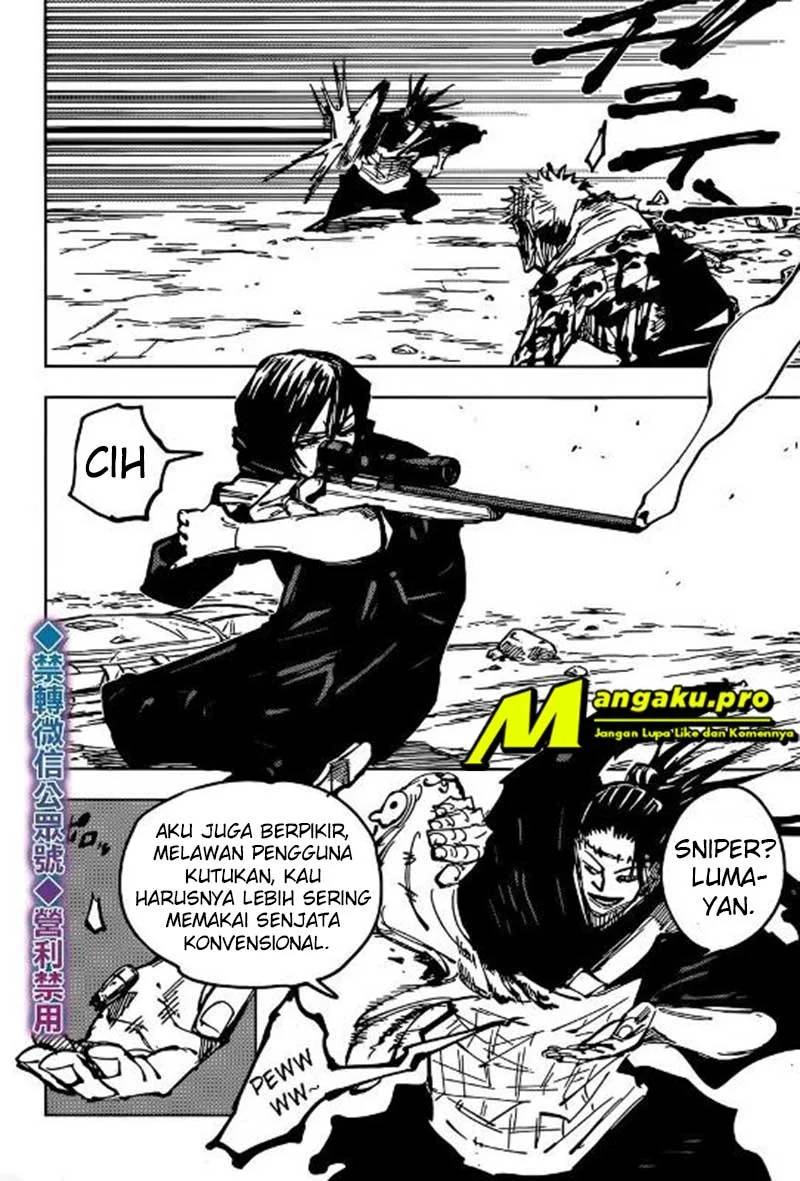 CIH
◆禁轉微信公眾號◆營利禁用
Mangaku.pro
Jangan Lupa Like dan Komennya
SNIPER?
LUMA-
YAN.
AKU JUGA BERPIKIR,
MELAWAN PENGGUNA
KUTUKAN, KAU
HARUSNYA LEBIH SERING
MEMAKAI SENJATA
KONVENSIONAL.
PEWW
WW~